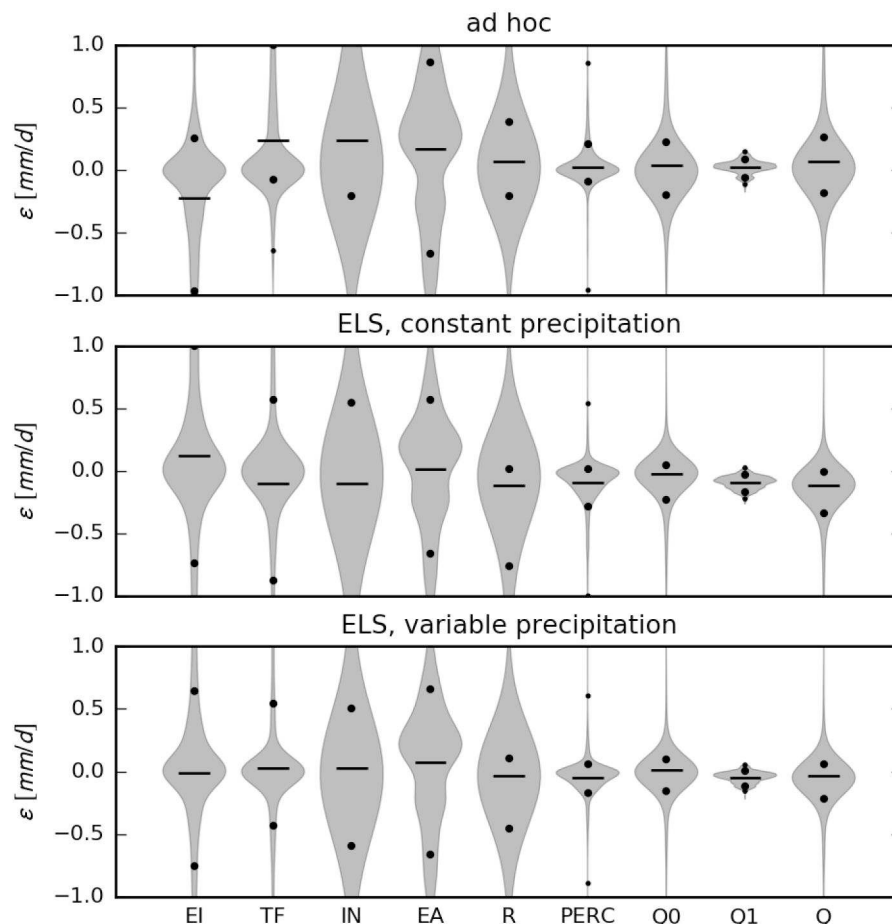 ad hoc
1.0
0.5
0.0
−0.5
−1.0
ε [mm/d]
ELS, constant precipitation
1.0
0.5
0.0
−0.5
−1.0
ε [mm/d]
ELS, variable precipitation
1.0
0.5
0.0
−0.5
−1.0
ε [mm/d]
EI TF IN EA R PERC Q0 Q1 Q